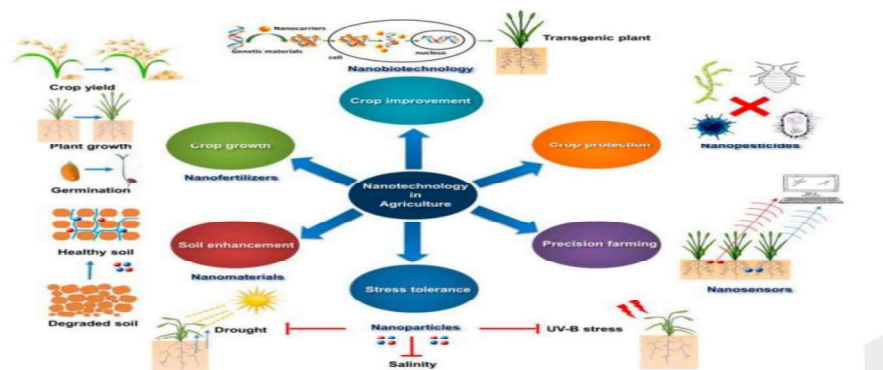 Nanocarriers
Genetic materials
cell
nucleus
Transgenic plant
Nanobiotechnology
Crop yield
Crop improvement
Plant growth
Crop growth
Crop protection
Nanopesticides
Nanofertilizers
Germination
Nanotechnology
in
Agriculture
Soil enhancement
Precision farming
Healthy soil
Nanomaterials
Nanosensors
Stress tolerance
Degraded soil
Drought
Nanoparticles
UV-B stress
Salinity